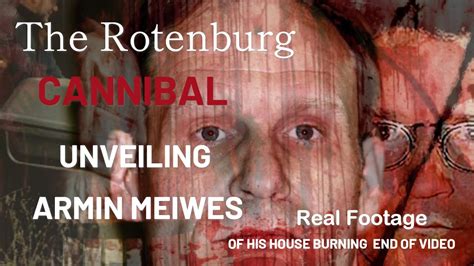 The Rotenburg
CANNIBAL
UNVEILING
ARMIN MEIWES
Real Footage
OF HIS HOUSE BURNING END OF VIDEO